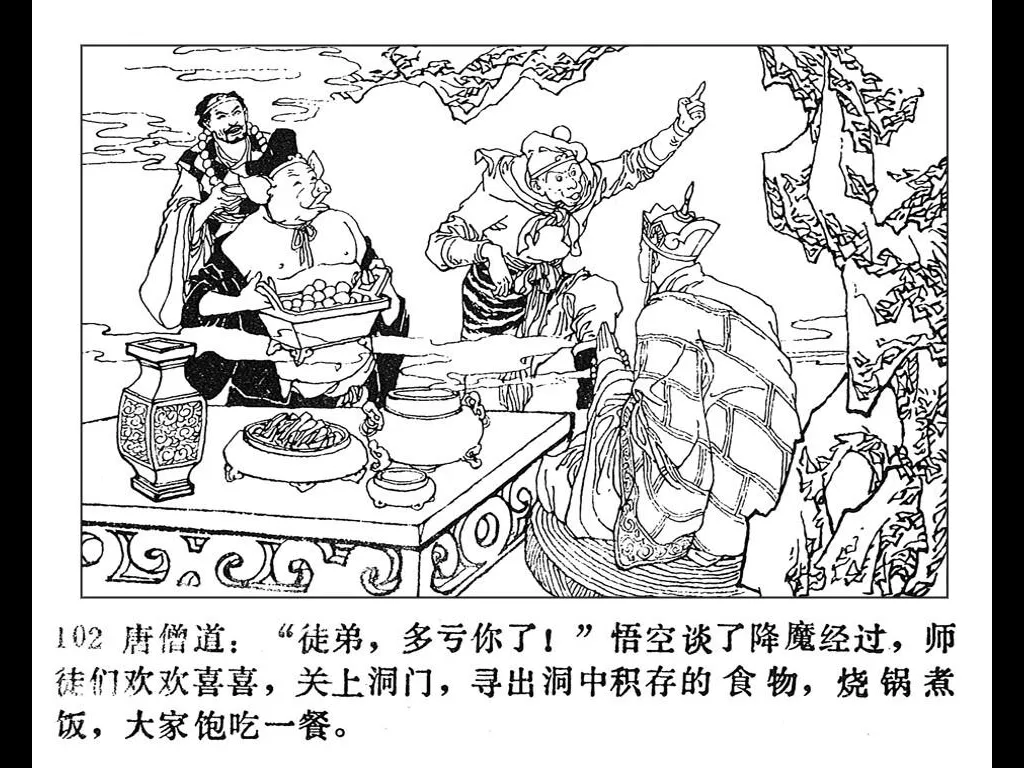 102 唐僧道：“徒弟，多亏你了！”悟空谈了降魔经过，师
徒们欢欢喜喜，关上洞门，寻出洞中积存的食物，烧锅煮
饭，大家饱吃一餐。